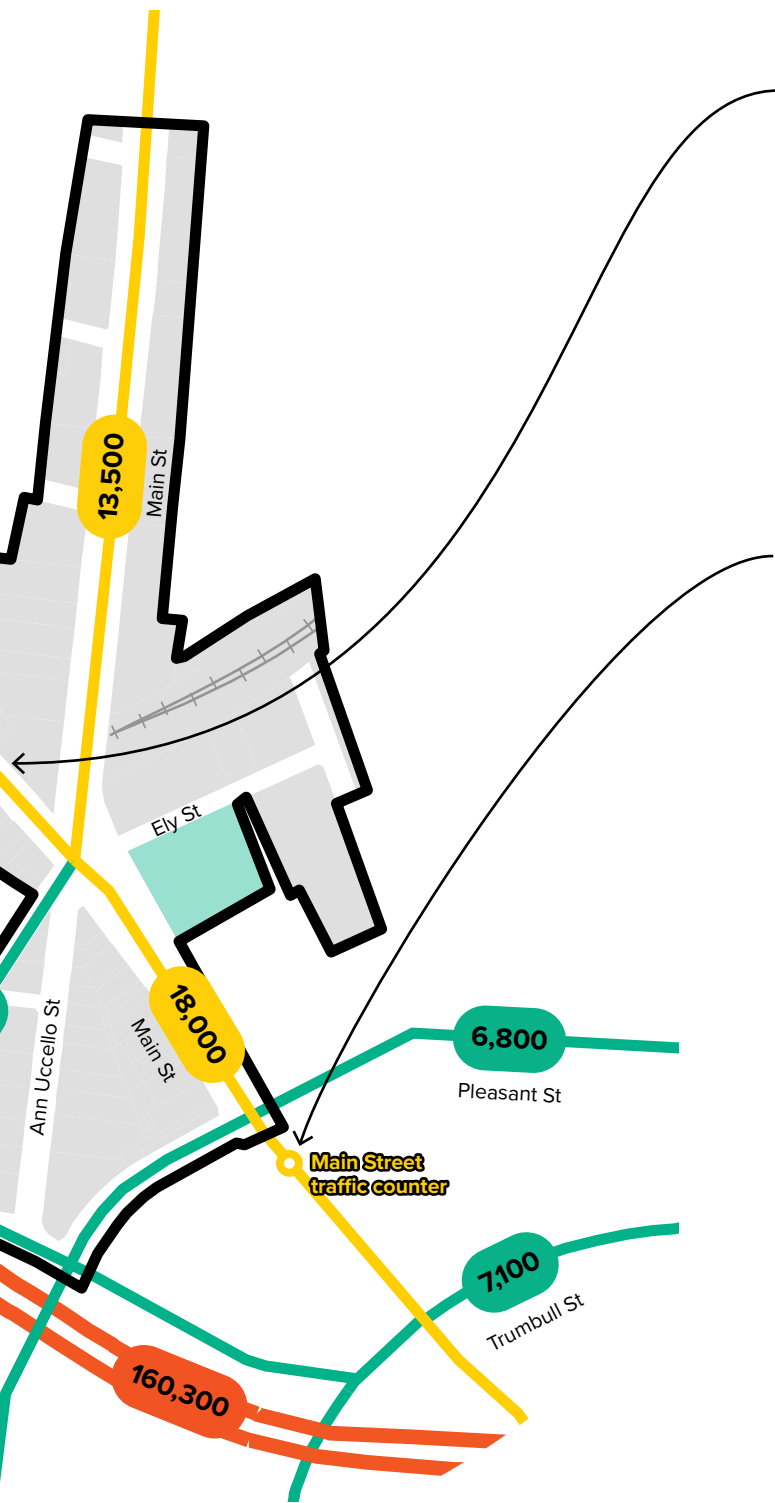 13,500
Main St
Ely St
18,000
Main St
Ann Uccello St
6,800
Pleasant St
Main Street
traffic counter
7,100
Trumbull St
160,300